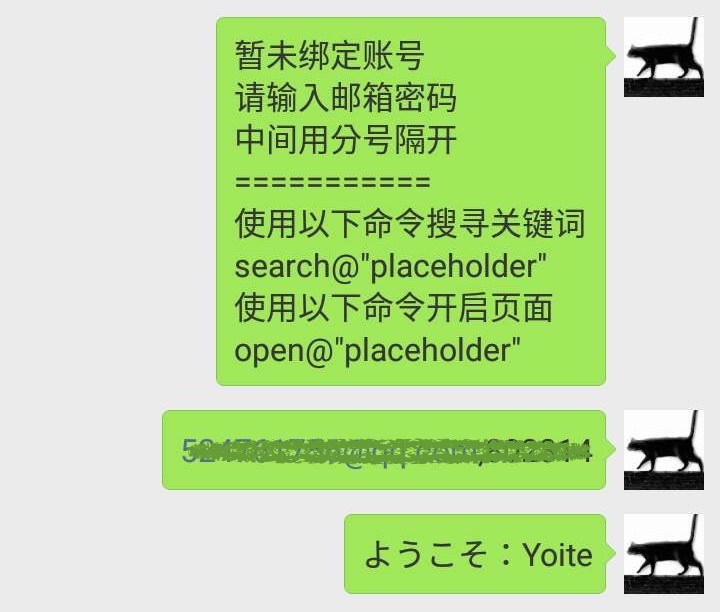 暂未绑定账号
请输入邮箱密码
中间用分号隔开
===========
使用以下命令搜寻关键词
search@"placeholder"
使用以下命令开启页面
open@"placeholder"
ようこそ：Yoite